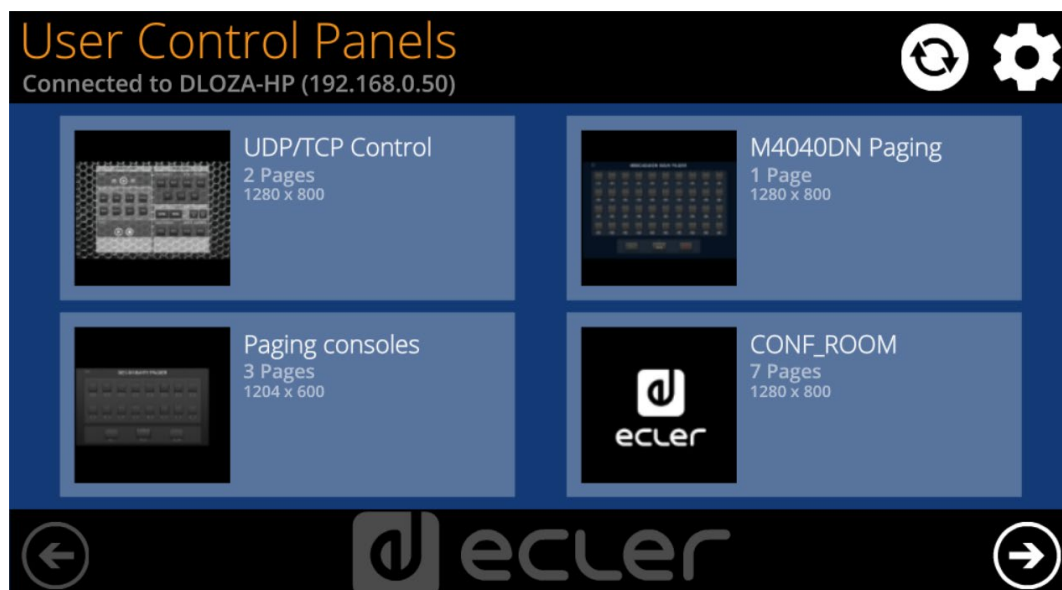 User Control Panels
Connected to DLOZA-HP (192.168.0.50)
UDP/TCP Control
2 Pages
1280 x 800
M4040DN Paging
1 Page
1280 x 800
Paging consoles
3 Pages
1204 x 600
CONF_ROOM
7 Pages
1280 x 800
ecler
ecler